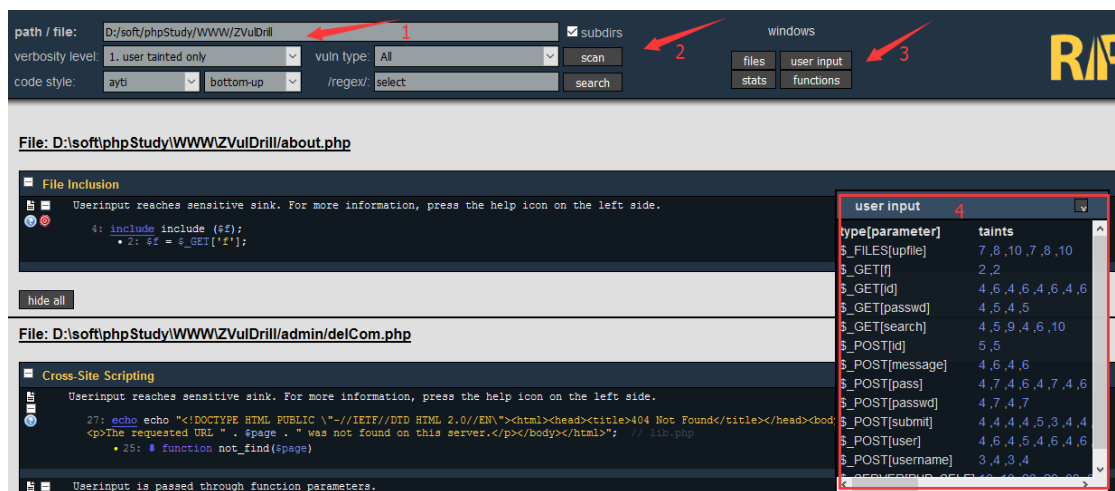 path / file: D:/soft/phpStudy/WWW/ZVulDrill 1 subdirs windows
verbosity level: 1. user tainted only vuln type: All scan 2 files user input 3
code style: ayti bottom-up /regex/: select search stats functions
File: D:\soft\phpStudy\WWW\ZVulDrill/about.php
File Inclusion
Userinput reaches sensitive sink. For more information, press the help icon on the left side.
4: include include ($f);
• 2: $f = $_GET['f'];
hide all
File: D:\soft\phpStudy\WWW\ZVulDrill/admin/delCom.php
Cross-Site Scripting
Userinput reaches sensitive sink. For more information, press the help icon on the left side.
27: echo echo "<!DOCTYPE HTML PUBLIC \"-//IETF//DTD HTML 2.0//EN\"><html><head><title>404 Not Found</title></head><bod
<p>The requested URL " . $page . " was not found on this server.</p></body></html>"; // lib.php
• 25: function not_find($page)
Userinput is passed through function parameters.
user input 4
type[parameter] taints
$_FILES[upfile] 7 ,8 ,10 ,7 ,8 ,10
$_GET[f] 2 ,2
$_GET[id] 4 ,6 ,4 ,6 ,4 ,6 ,4 ,6
$_GET[passwd] 4 ,5 ,4 ,5
$_GET[search] 4 ,5 ,9 ,4 ,6 ,10
$_POST[id] 5 ,5
$_POST[message] 4 ,6 ,4 ,6
$_POST[pass] 4 ,7 ,4 ,6 ,4 ,7 ,4 ,6
$_POST[passwd] 4 ,7 ,4 ,7
$_POST[submit] 4 ,4 ,4 ,4 ,5 ,3 ,4 ,4
$_POST[user] 4 ,6 ,4 ,5 ,4 ,6 ,4 ,6
$_POST[username] 3 ,4 ,3 ,4